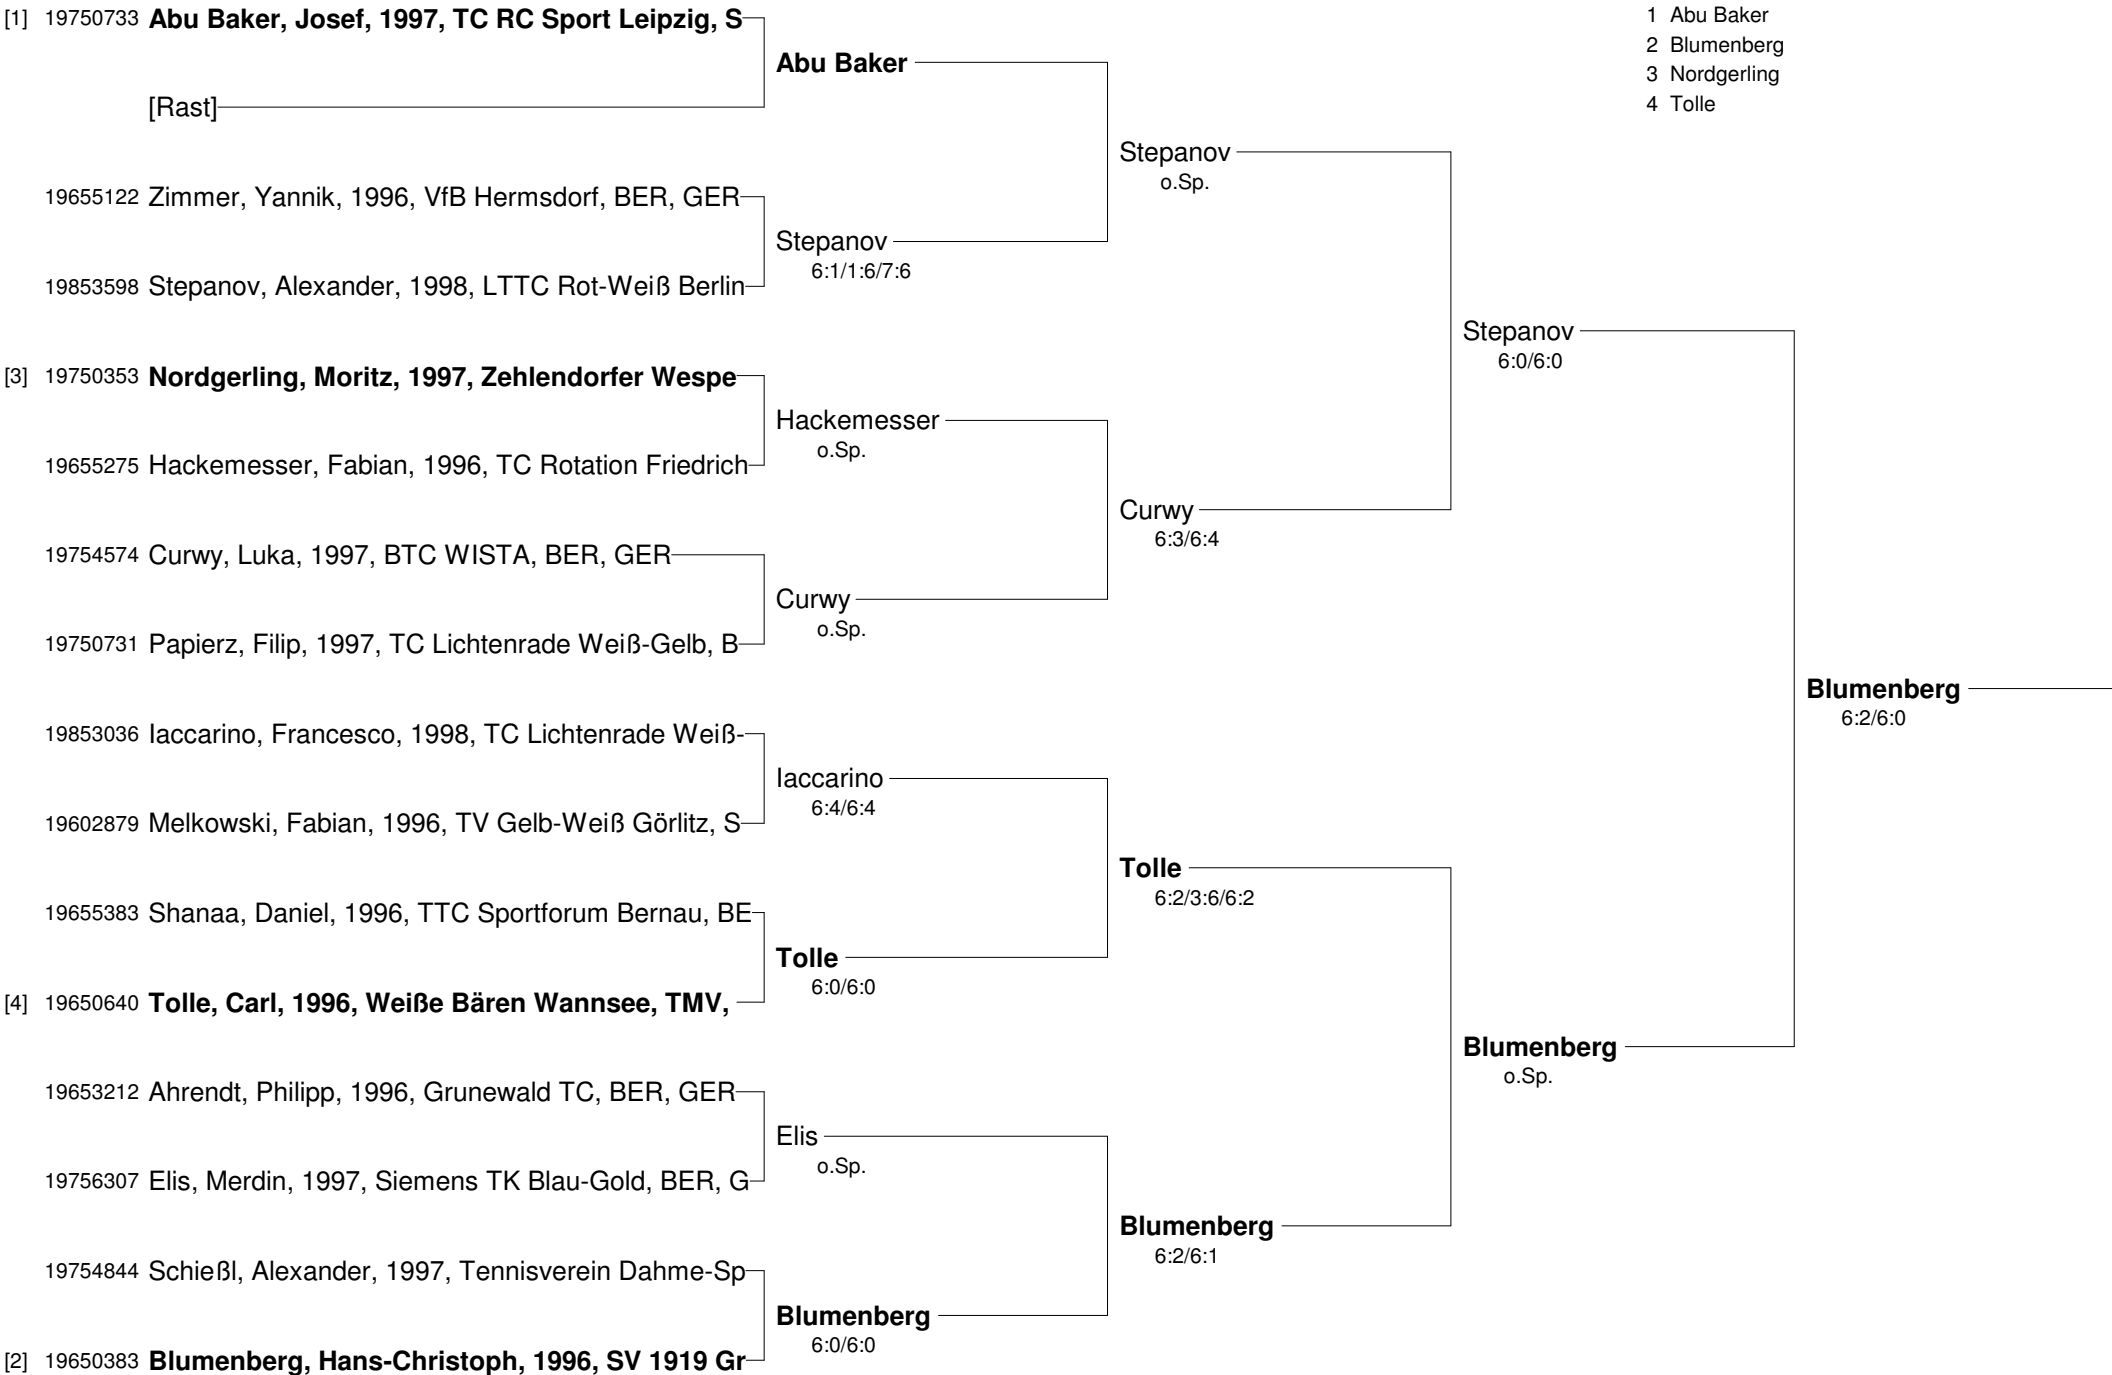 [1] 19750733 Abu Baker, Josef, 1997, TC RC Sport Leipzig, S
1 Abu Baker
2 Blumenberg
3 Nordgerling
4 Tolle
Abu Baker
[Rast]
Stepanov
o.Sp.
19655122 Zimmer, Yannik, 1996, VfB Hermsdorf, BER, GER
Stepanov
6:1/1:6/7:6
19853598 Stepanov, Alexander, 1998, LTTC Rot-Weiß Berlin
Stepanov
6:0/6:0
[3] 19750353 Nordgerling, Moritz, 1997, Zehlendorfer Wespe
Hackemesser
o.Sp.
19655275 Hackemesser, Fabian, 1996, TC Rotation Friedrich
Curwy
6:3/6:4
19754574 Curwy, Luka, 1997, BTC WISTA, BER, GER
Curwy
o.Sp.
19750731 Papierz, Filip, 1997, TC Lichtenrade Weiß-Gelb, B
Blumenberg
6:2/6:0
19853036 Iaccarino, Francesco, 1998, TC Lichtenrade Weiß-
Iaccarino
6:4/6:4
19602879 Melkowski, Fabian, 1996, TV Gelb-Weiß Görlitz, S
Tolle
6:2/3:6/6:2
19655383 Shanaa, Daniel, 1996, TTC Sportforum Bernau, BE
Tolle
6:0/6:0
[4] 19650640 Tolle, Carl, 1996, Weiße Bären Wannsee, TMV,
Blumenberg
o.Sp.
19653212 Ahrendt, Philipp, 1996, Grunewald TC, BER, GER
Elis
o.Sp.
19756307 Elis, Merdin, 1997, Siemens TK Blau-Gold, BER, G
Blumenberg
6:2/6:1
19754844 Schießl, Alexander, 1997, Tennisverein Dahme-Sp
Blumenberg
6:0/6:0
[2] 19650383 Blumenberg, Hans-Christoph, 1996, SV 1919 Gr